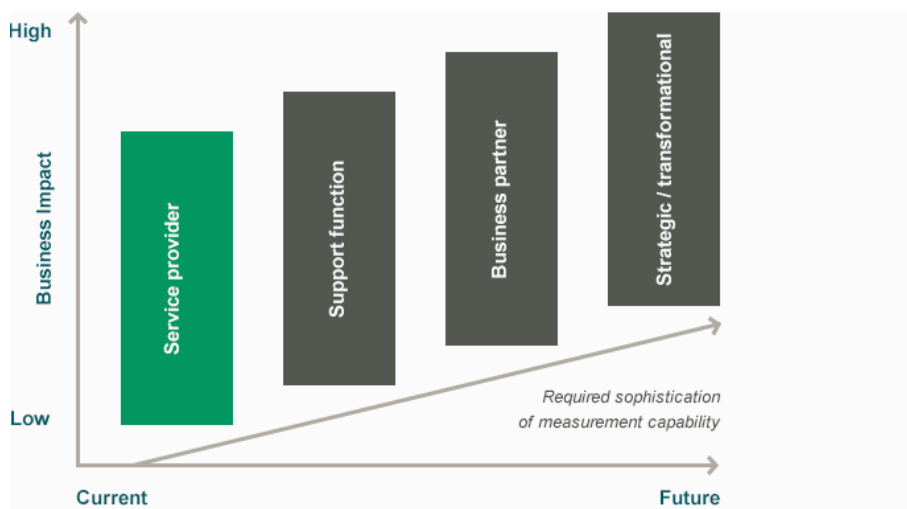 High
Business Impact
Low
Service provider
Support function
Business partner
Strategic / transformational
Required sophistication
of measurement capability
Current
Future